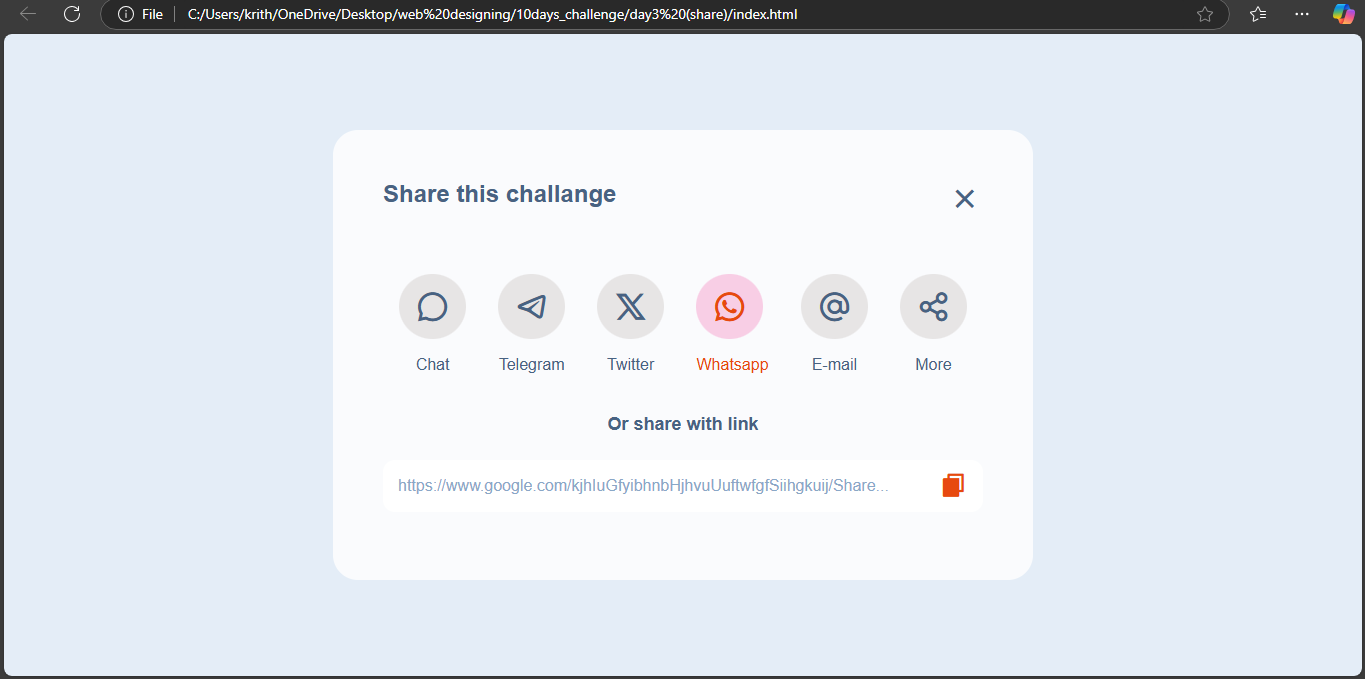 File C:/Users/krith/OneDrive/Desktop/web%20designing/10days_challenge/day3%20(share)/index.html
Share this challange
Chat Telegram Twitter Whatsapp E-mail More
Or share with link
https://www.google.com/kjhIuGfyibhnbHjhvuUuftwfgfSiihgkuij/Share...